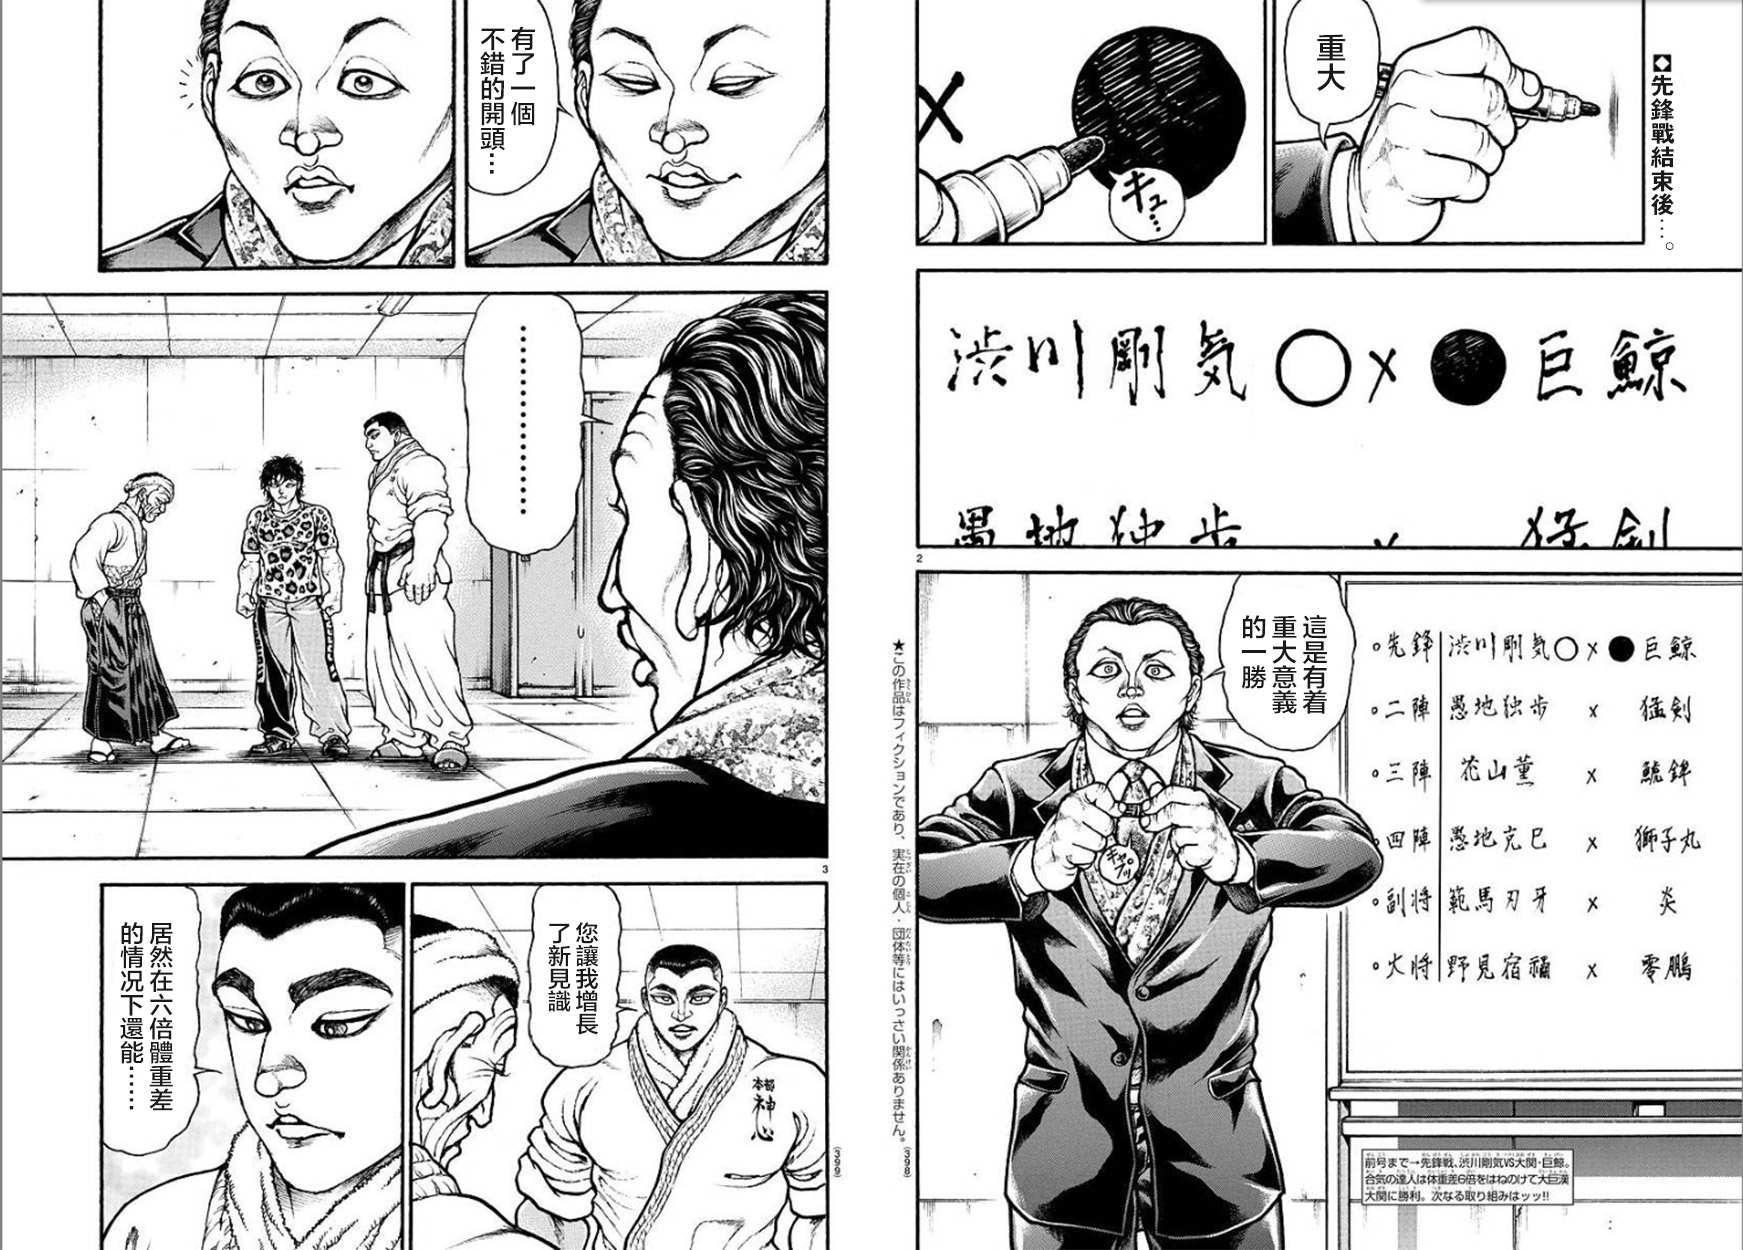 ◆先鋒戰結束後…。
重大
キュ…
渋川剛気○×●巨鯨
愚地独歩×猛剣
2
這是有着
重大意義
的一勝
キャプッ
◦先鋒 渋川剛気○×●巨鯨
◦二陣 愚地独歩×猛剣
◦三陣 花山薫×鯱鉾
◦四陣 愚地克巳×獅子丸
◦副将 範馬刃牙×炎
◦大将 野見宿禰×零鵬
前号まで→先鋒戦、渋川剛気VS大関・巨鯨。
合気の達人は体重差6倍をはねのけて大巨漢
大関に勝利。次なる取り組みはッッ!!
★この作品はフィクションであり、実在の個人・団体等にはいっさい関係ありません。
(398)
有了一個
不錯的開頭…
………………
3
您讓我增長
了新見識
本部
神心
居然在六倍體重差
的情況下還能……
(399)